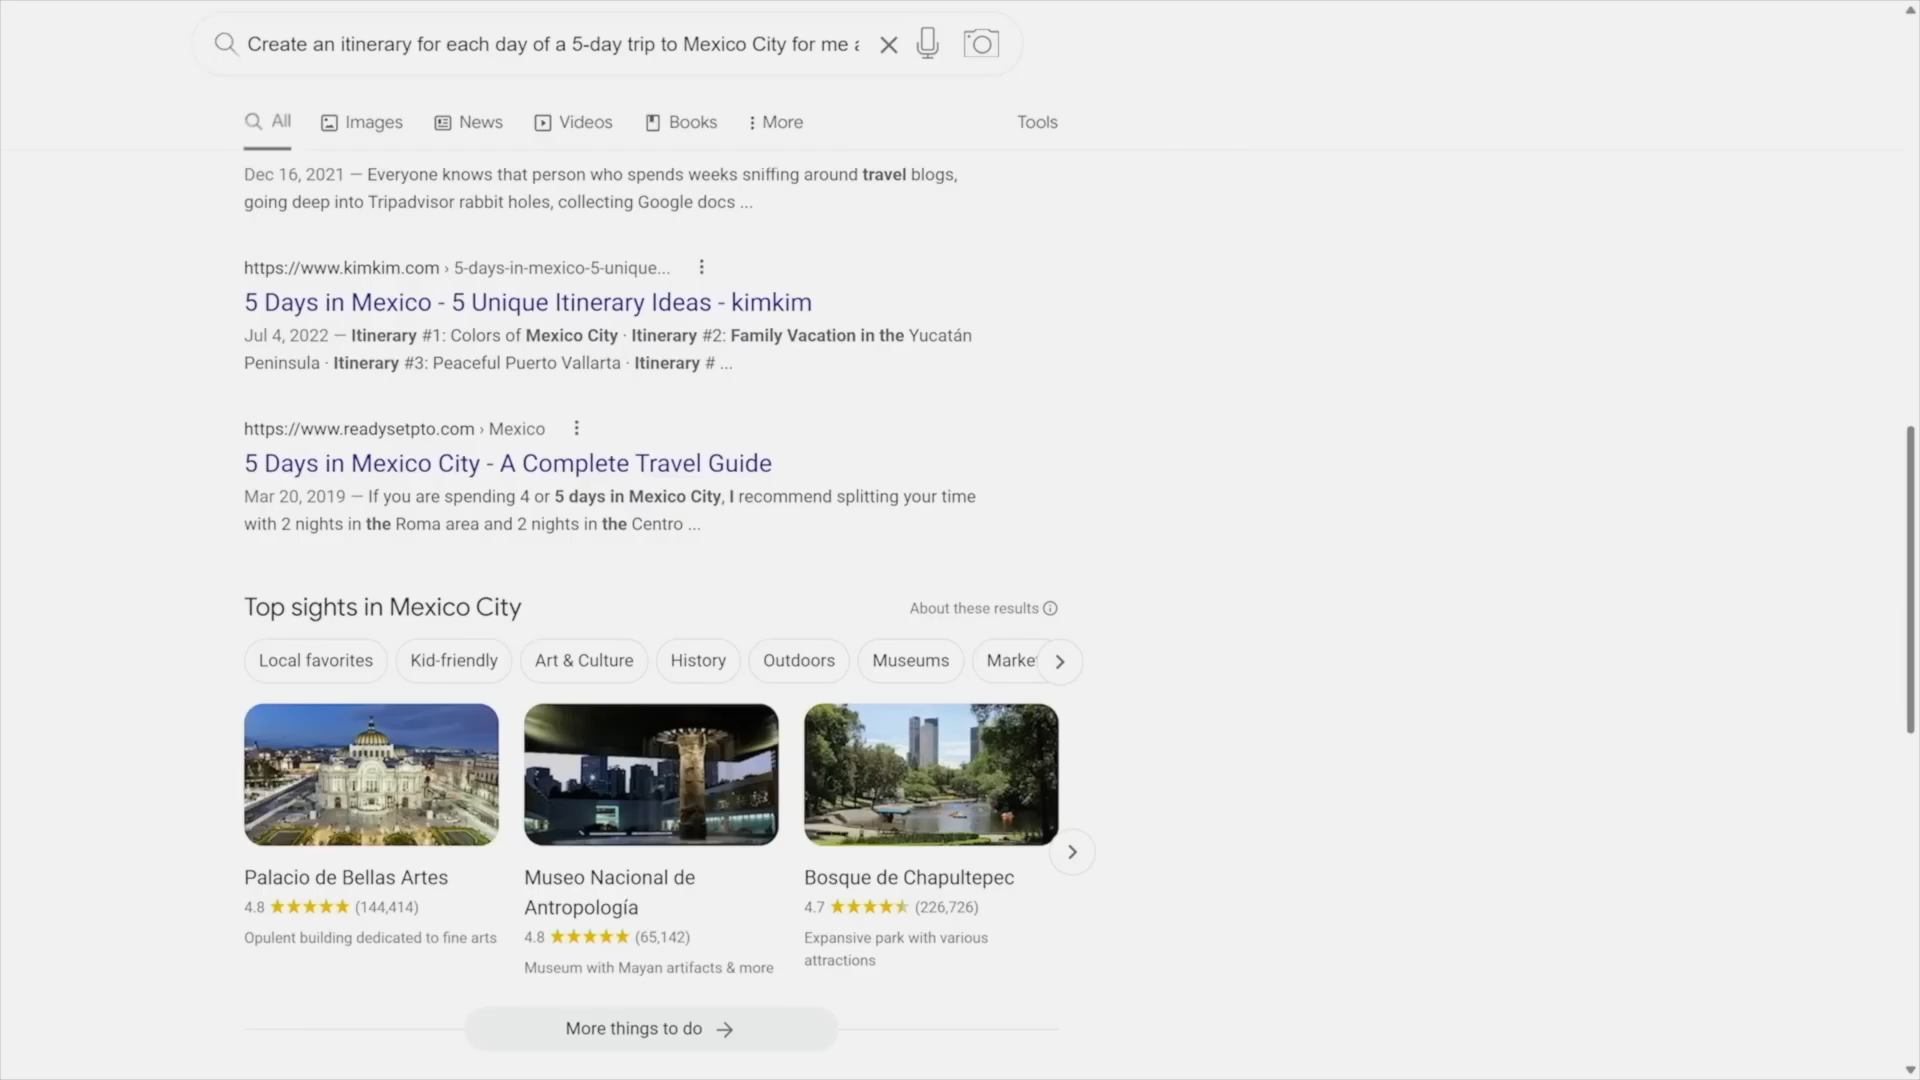 Create an itinerary for each day of a 5-day trip to Mexico City for me
All
Images
News
Videos
Books
More
Tools
Dec 16, 2021 — Everyone knows that person who spends weeks sniffing around travel blogs,
going deep into Tripadvisor rabbit holes, collecting Google docs ...
https://www.kimkim.com › 5-days-in-mexico-5-unique...
5 Days in Mexico - 5 Unique Itinerary Ideas - kimkim
Jul 4, 2022 — Itinerary #1: Colors of Mexico City · Itinerary #2: Family Vacation in the Yucatán
Peninsula · Itinerary #3: Peaceful Puerto Vallarta · Itinerary # ...
https://www.readysetpto.com › Mexico
5 Days in Mexico City - A Complete Travel Guide
Mar 20, 2019 — If you are spending 4 or 5 days in Mexico City, I recommend splitting your time
with 2 nights in the Roma area and 2 nights in the Centro ...
Top sights in Mexico City
About these results
Local favorites
Kid-friendly
Art & Culture
History
Outdoors
Museums
Marke
Palacio de Bellas Artes
4.8 ★★★★★ (144,414)
Opulent building dedicated to fine arts
Museo Nacional de
Antropología
4.8 ★★★★★ (65,142)
Museum with Mayan artifacts & more
Bosque de Chapultepec
4.7 ★★★★★ (226,726)
Expansive park with various
attractions
More things to do →